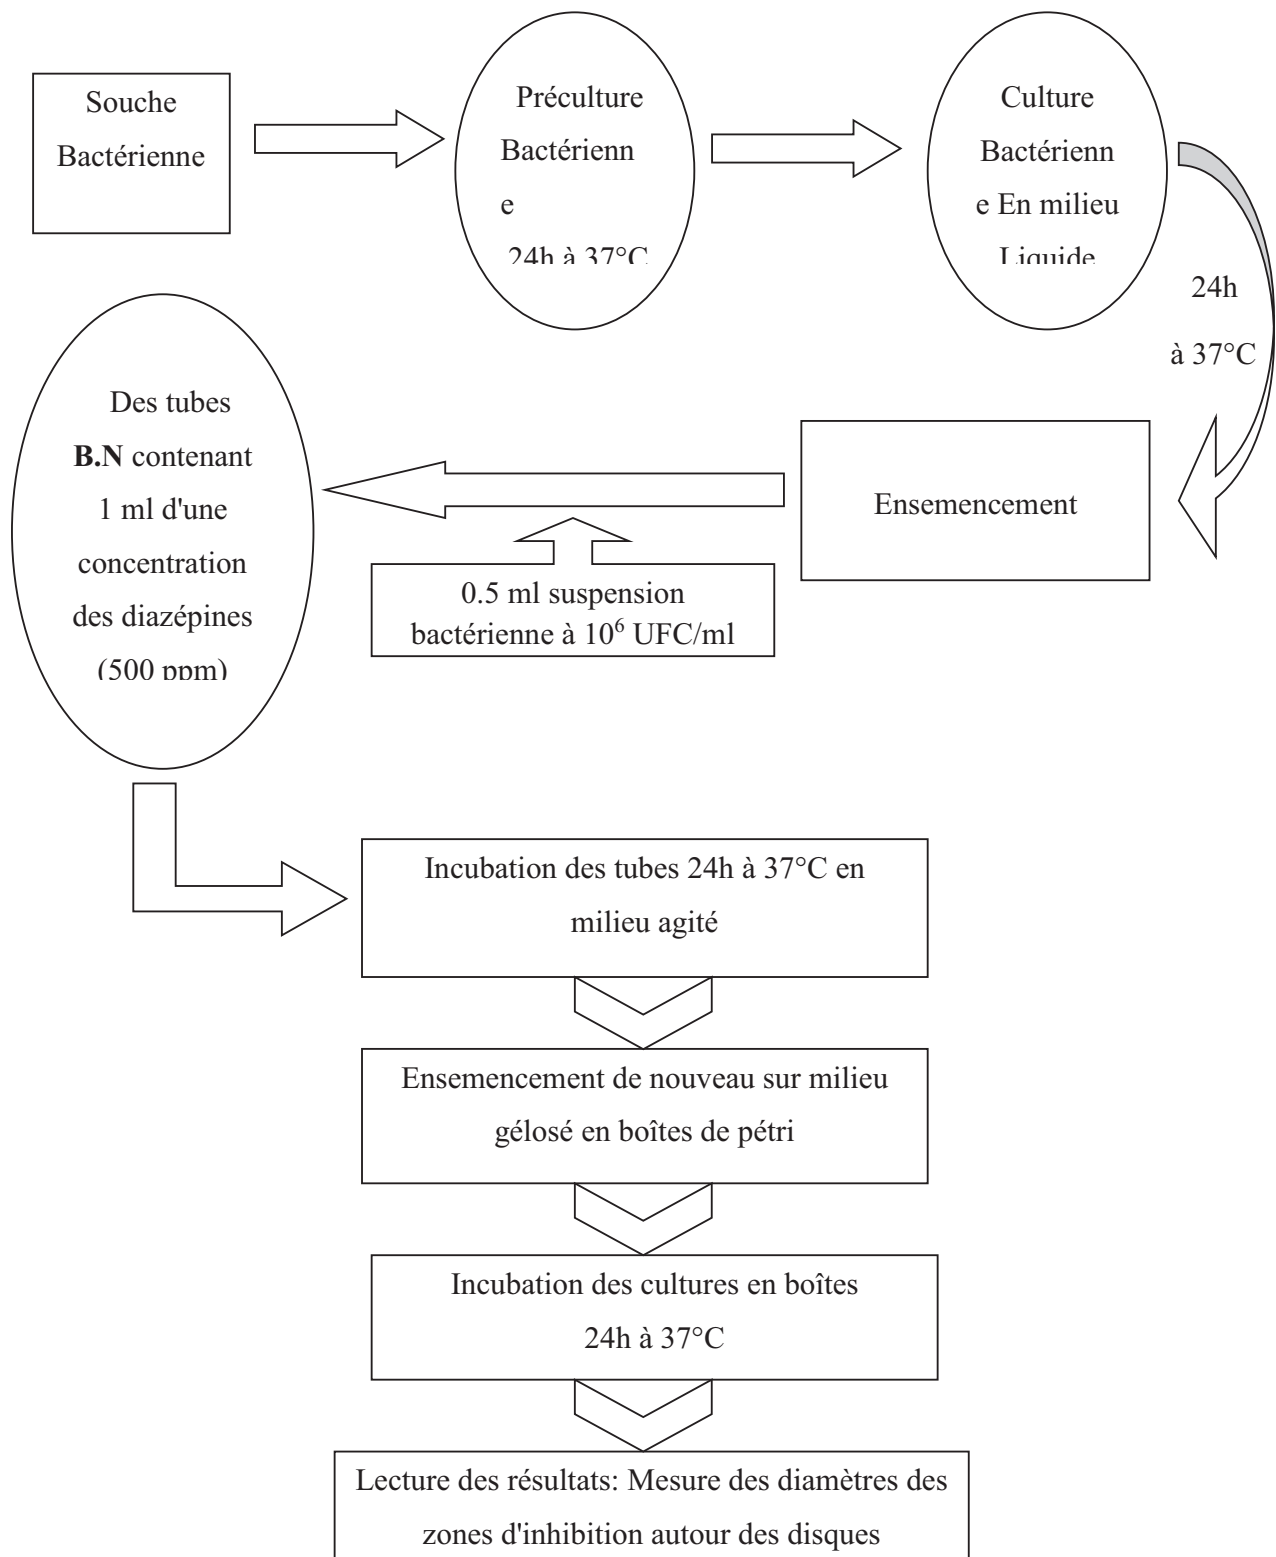 Souche
Bactérienne
Préculture
Bactérienn
e
24h à 37°C
Culture
Bactérienn
e En milieu
Liquide
24h
à 37°C
Ensemencement
0.5 ml suspension
bactérienne à 10⁶ UFC/ml
Des tubes
B.N contenant
1 ml d'une
concentration
des diazépines
(500 ppm)
Incubation des tubes 24h à 37°C en
milieu agité
Ensemencement de nouveau sur milieu
gélosé en boîtes de pétri
Incubation des cultures en boîtes
24h à 37°C
Lecture des résultats: Mesure des diamètres des
zones d'inhibition autour des disques